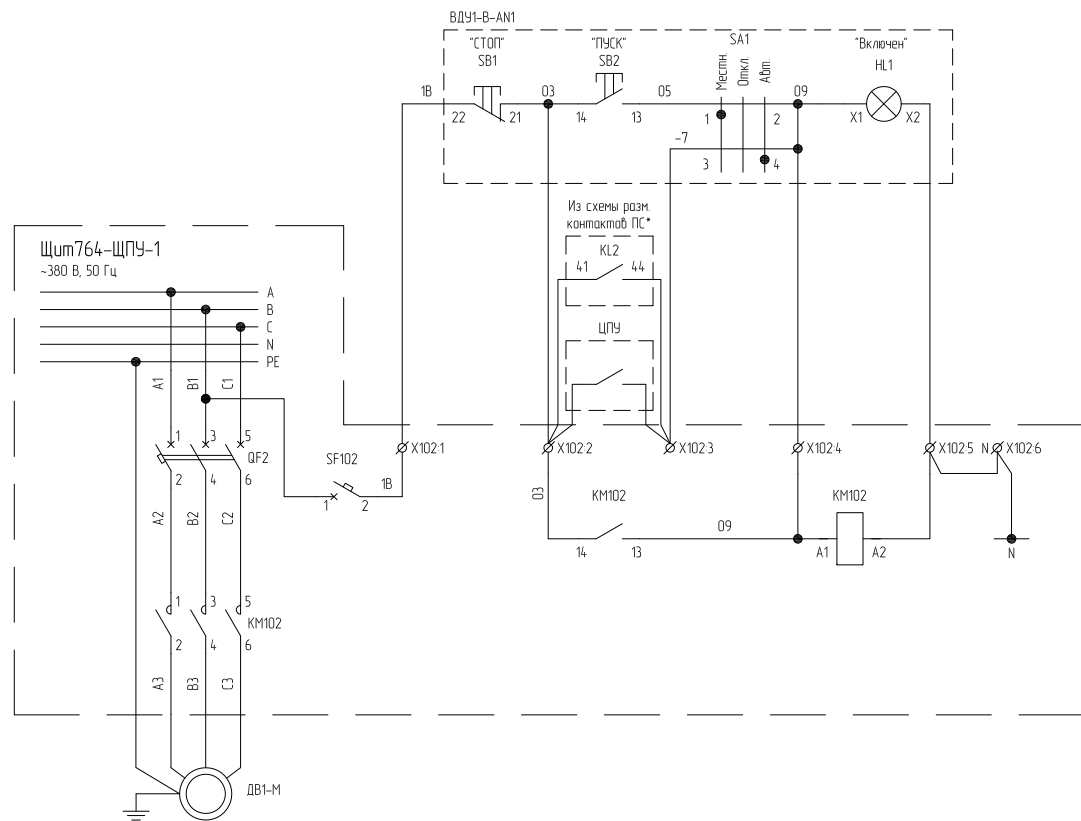 ВДУ1-В-AN1
"СТОП"
SB1
"ПУСК"
SB2
SA1
Местн.
Откл.
Авт.
"Включен"
HL1
1В
22
21
03
14
13
05
1
2
09
X1
X2
-7
3
4
Из схемы разм.
контактов ПС*
KL2
41
44
ЦПУ
Щит764-ЩПУ-1
~380 В, 50 Гц
A
B
C
N
PE
A1
B1
C1
1
3
5
QF2
2
4
6
SF102
1
2
1В
X102:1
X102:2
X102:3
X102:4
X102:5
N
X102:6
A2
B2
C2
03
KM102
14
13
09
KM102
A1
A2
N
1
3
5
KM102
2
4
6
A3
B3
C3
ДВ1-М